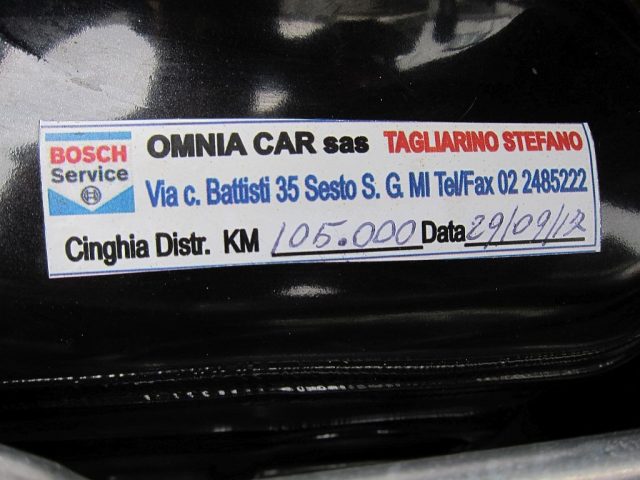 BOSCH
Service
OMNIA CAR sas TAGLIARINO STEFANO
Via c. Battisti 35 Sesto S. G. MI Tel/Fax 02 2485222
Cinghia Distr. KM 105.000 Data 29/09/12